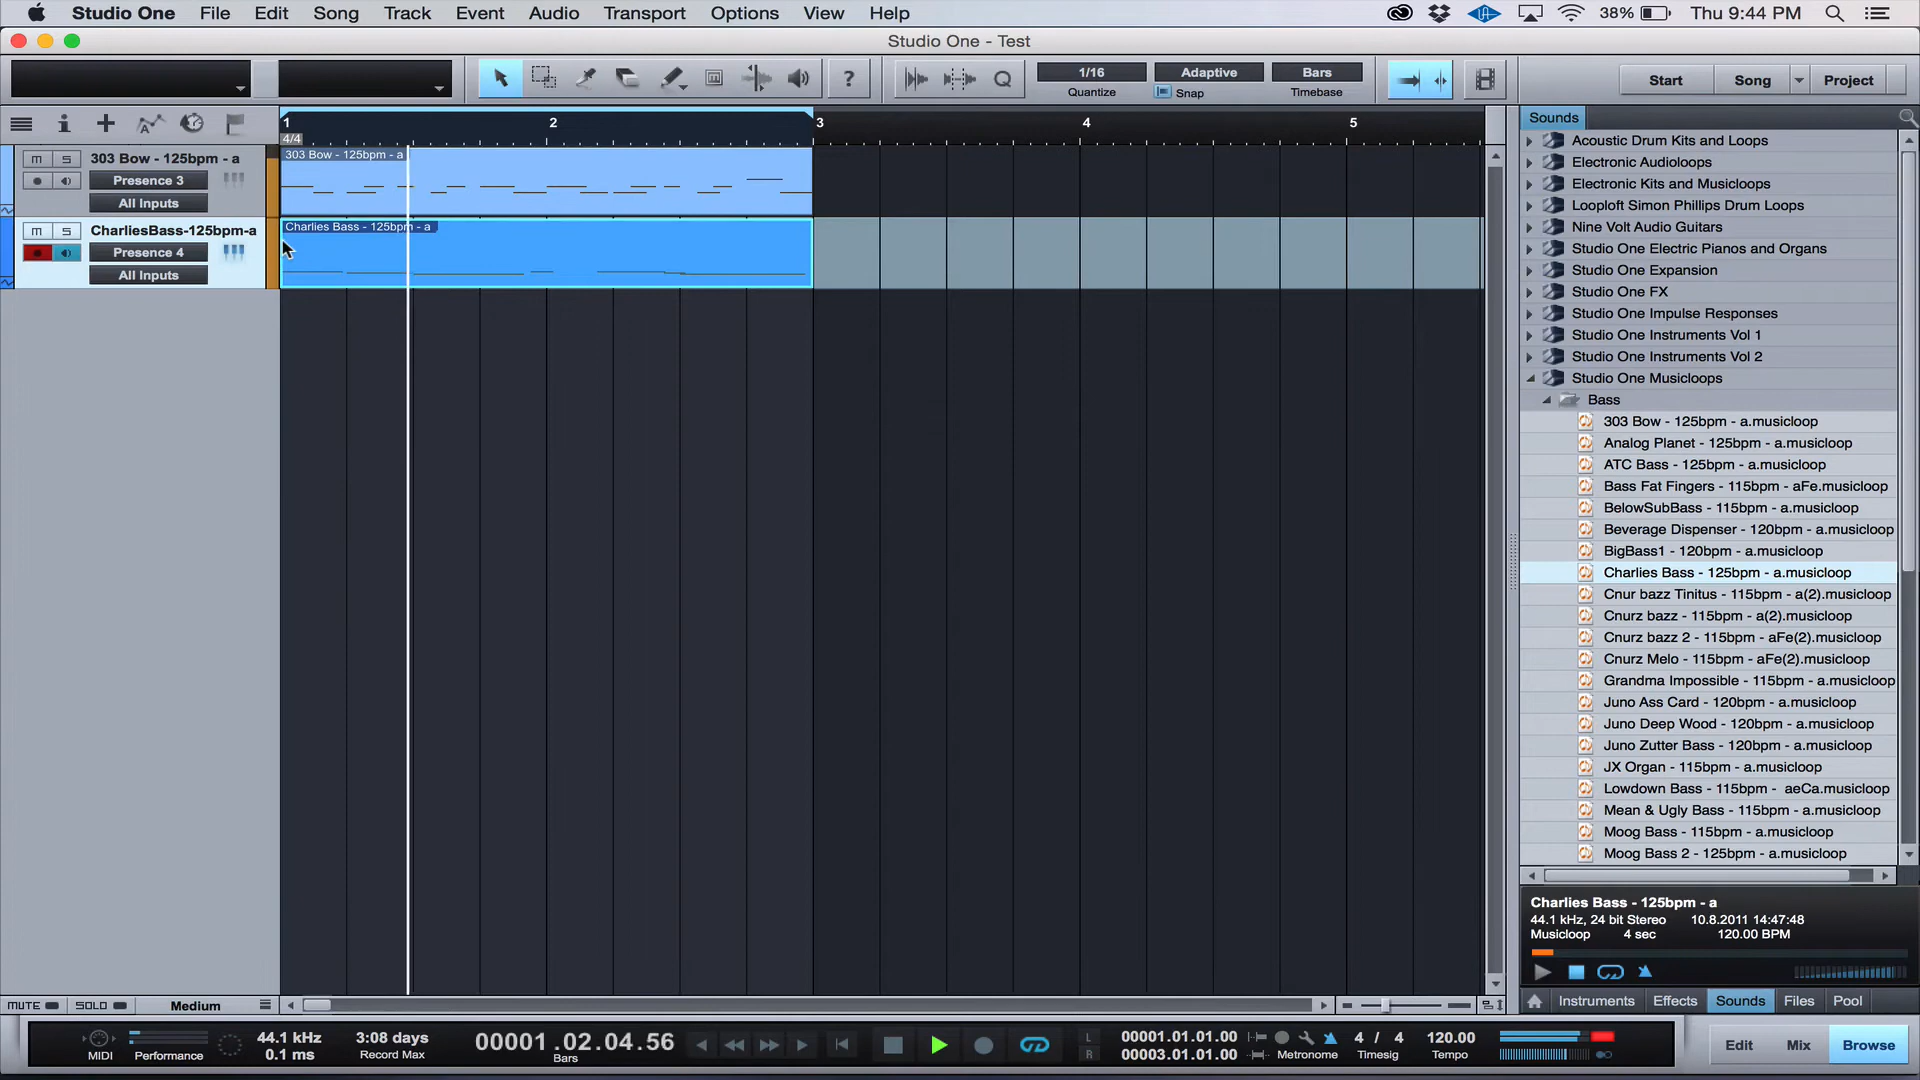 Studio One File Edit Song Track Event Audio Transport Options View Help 38% Thu 9:44 PM
Studio One - Test
? Q 1/16 Adaptive Bars Start Song Project
Quantize Snap Timebase
1 2 3 4 5
4/4
303 Bow - 125bpm - a
M S
Presence 3
All Inputs
303 Bow - 125bpm - a
CharliesBass-125bpm-a
M S
Presence 4
All Inputs
Charlies Bass - 125bpm - a
Sounds
Acoustic Drum Kits and Loops
Electronic Audioloops
Electronic Kits and Musicloops
Looploft Simon Phillips Drum Loops
Nine Volt Audio Guitars
Studio One Electric Pianos and Organs
Studio One Expansion
Studio One FX
Studio One Impulse Responses
Studio One Instruments Vol 1
Studio One Instruments Vol 2
Studio One Musicloops
Bass
303 Bow - 125bpm - a.musicloop
Analog Planet - 125bpm - a.musicloop
ATC Bass - 125bpm - a.musicloop
Bass Fat Fingers - 115bpm - aFe.musicloop
BelowSubBass - 115bpm - a.musicloop
Beverage Dispenser - 120bpm - a.musicloop
BigBass1 - 120bpm - a.musicloop
Charlies Bass - 125bpm - a.musicloop
Cnur bazz Tinitus - 115bpm - a(2).musicloop
Cnurz bazz - 115bpm - a(2).musicloop
Cnurz bazz 2 - 115bpm - aFe(2).musicloop
Cnurz Melo - 115bpm - aFe(2).musicloop
Grandma Impossible - 115bpm - a.musicloop
Juno Ass Card - 120bpm - a.musicloop
Juno Deep Wood - 120bpm - a.musicloop
Juno Zutter Bass - 120bpm - a.musicloop
JX Organ - 115bpm - a.musicloop
Lowdown Bass - 115bpm - aeCa.musicloop
Mean & Ugly Bass - 115bpm - a.musicloop
Moog Bass - 115bpm - a.musicloop
Moog Bass 2 - 125bpm - a.musicloop
Charlies Bass - 125bpm - a
44.1 kHz, 24 bit Stereo 10.8.2011 14:47:48
Musicloop 4 sec 120.00 BPM
MUTE SOLO Medium
Instruments Effects Sounds Files Pool
MIDI Performance
44.1 kHz
0.1 ms
3:08 days
Record Max
00001.02.04.56
Bars
L 00001.01.01.00
R 00003.01.01.00
Metronome
4 / 4
Timesig
120.00
Tempo
Edit Mix Browse